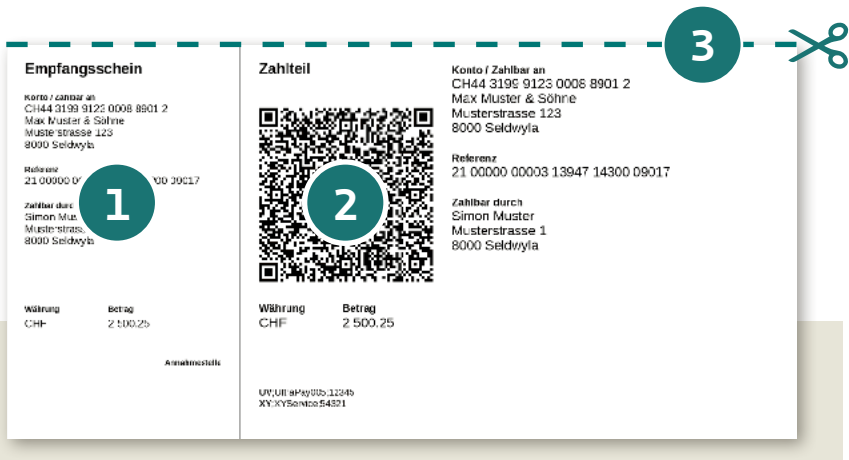 3
Empfangsschein
Konto / Zahlbar an
CH44 3199 9123 0008 8901 2
Max Muster & Söhne
Musterstrasse 123
8000 Seldwyla
Referenz
21 00000 09017
1
Zahlbar durc
Simon Mus
Musterstras
8000 Seldwyla
Währung Betrag
CHF 2 500.25
Annahmestelle
Zahlteil
2
Währung Betrag
CHF 2 500.25
UV;UltraPay005;12345
XY;XYService;54321
Konto / Zahlbar an
CH44 3199 9123 0008 8901 2
Max Muster & Söhne
Musterstrasse 123
8000 Seldwyla
Referenz
21 00000 00003 13947 14300 09017
Zahlbar durch
Simon Muster
Musterstrasse 1
8000 Seldwyla